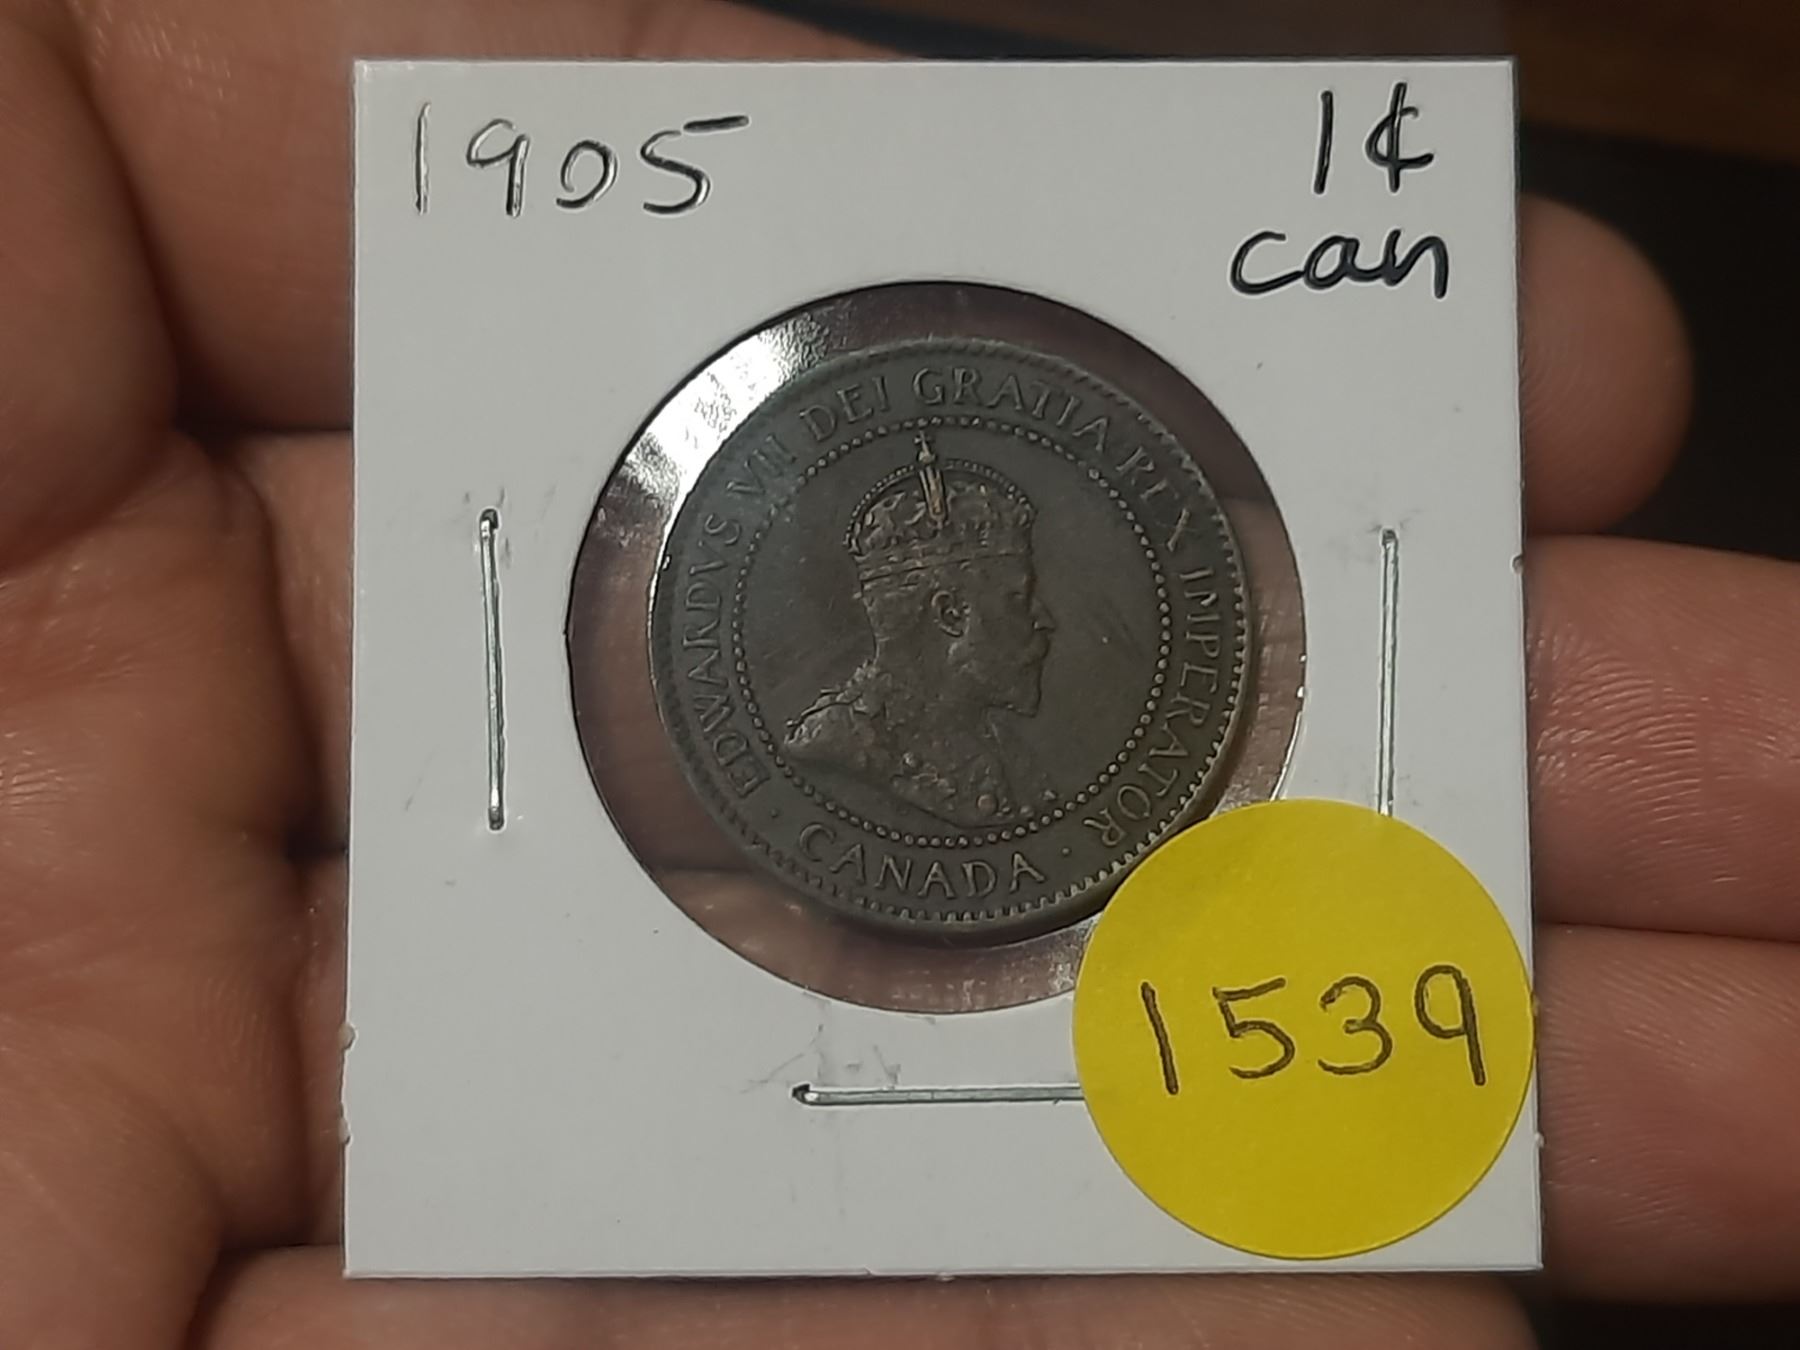 1905
1¢
can
EDWARDVS VII DEI GRATIA REX IMPERATOR
· CANADA ·
1539